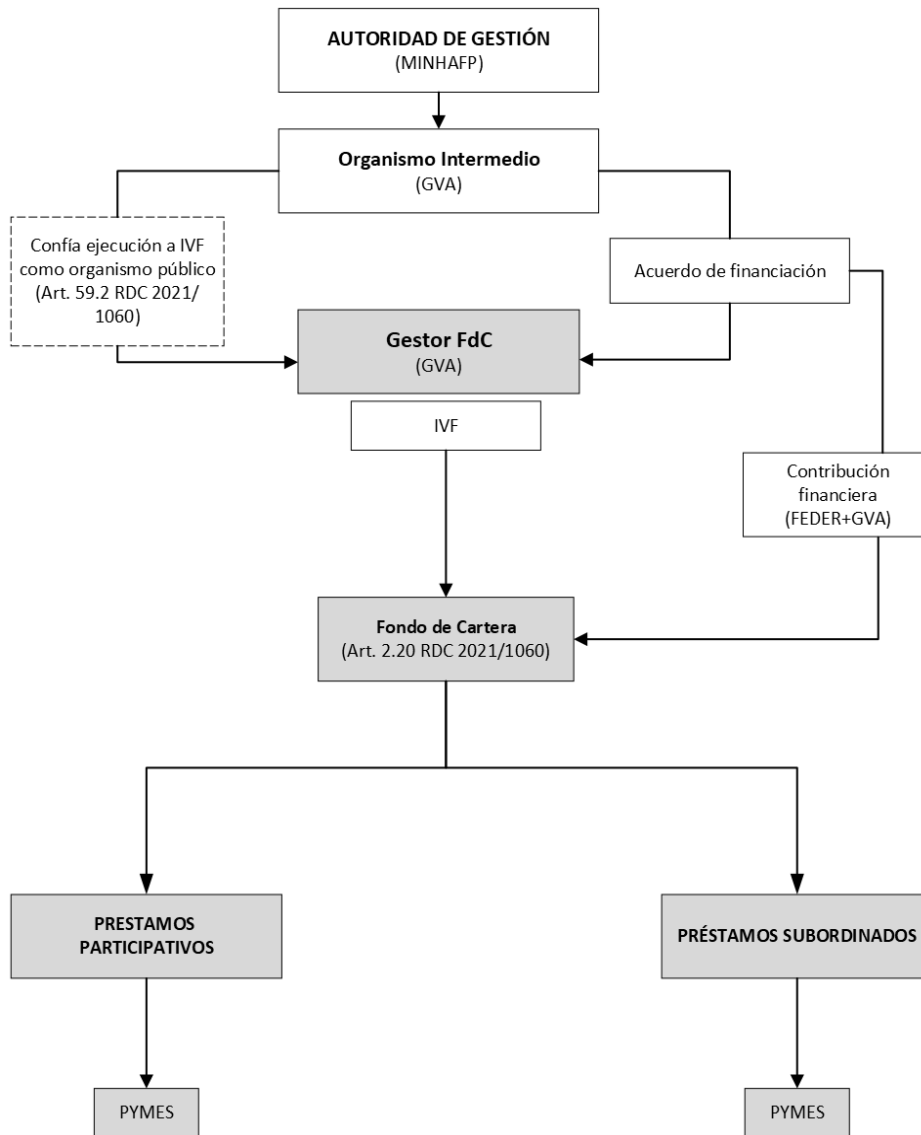 AUTORIDAD DE GESTIÓN
(MINHAFP)
Organismo Intermedio
(GVA)
Confía ejecución a IVF
como organismo público
(Art. 59.2 RDC 2021/
1060)
Acuerdo de financiación
Gestor FdC
(GVA)
IVF
Contribución
financiera
(FEDER+GVA)
Fondo de Cartera
(Art. 2.20 RDC 2021/1060)
PRESTAMOS
PARTICIPATIVOS
PRÉSTAMOS SUBORDINADOS
PYMES
PYMES